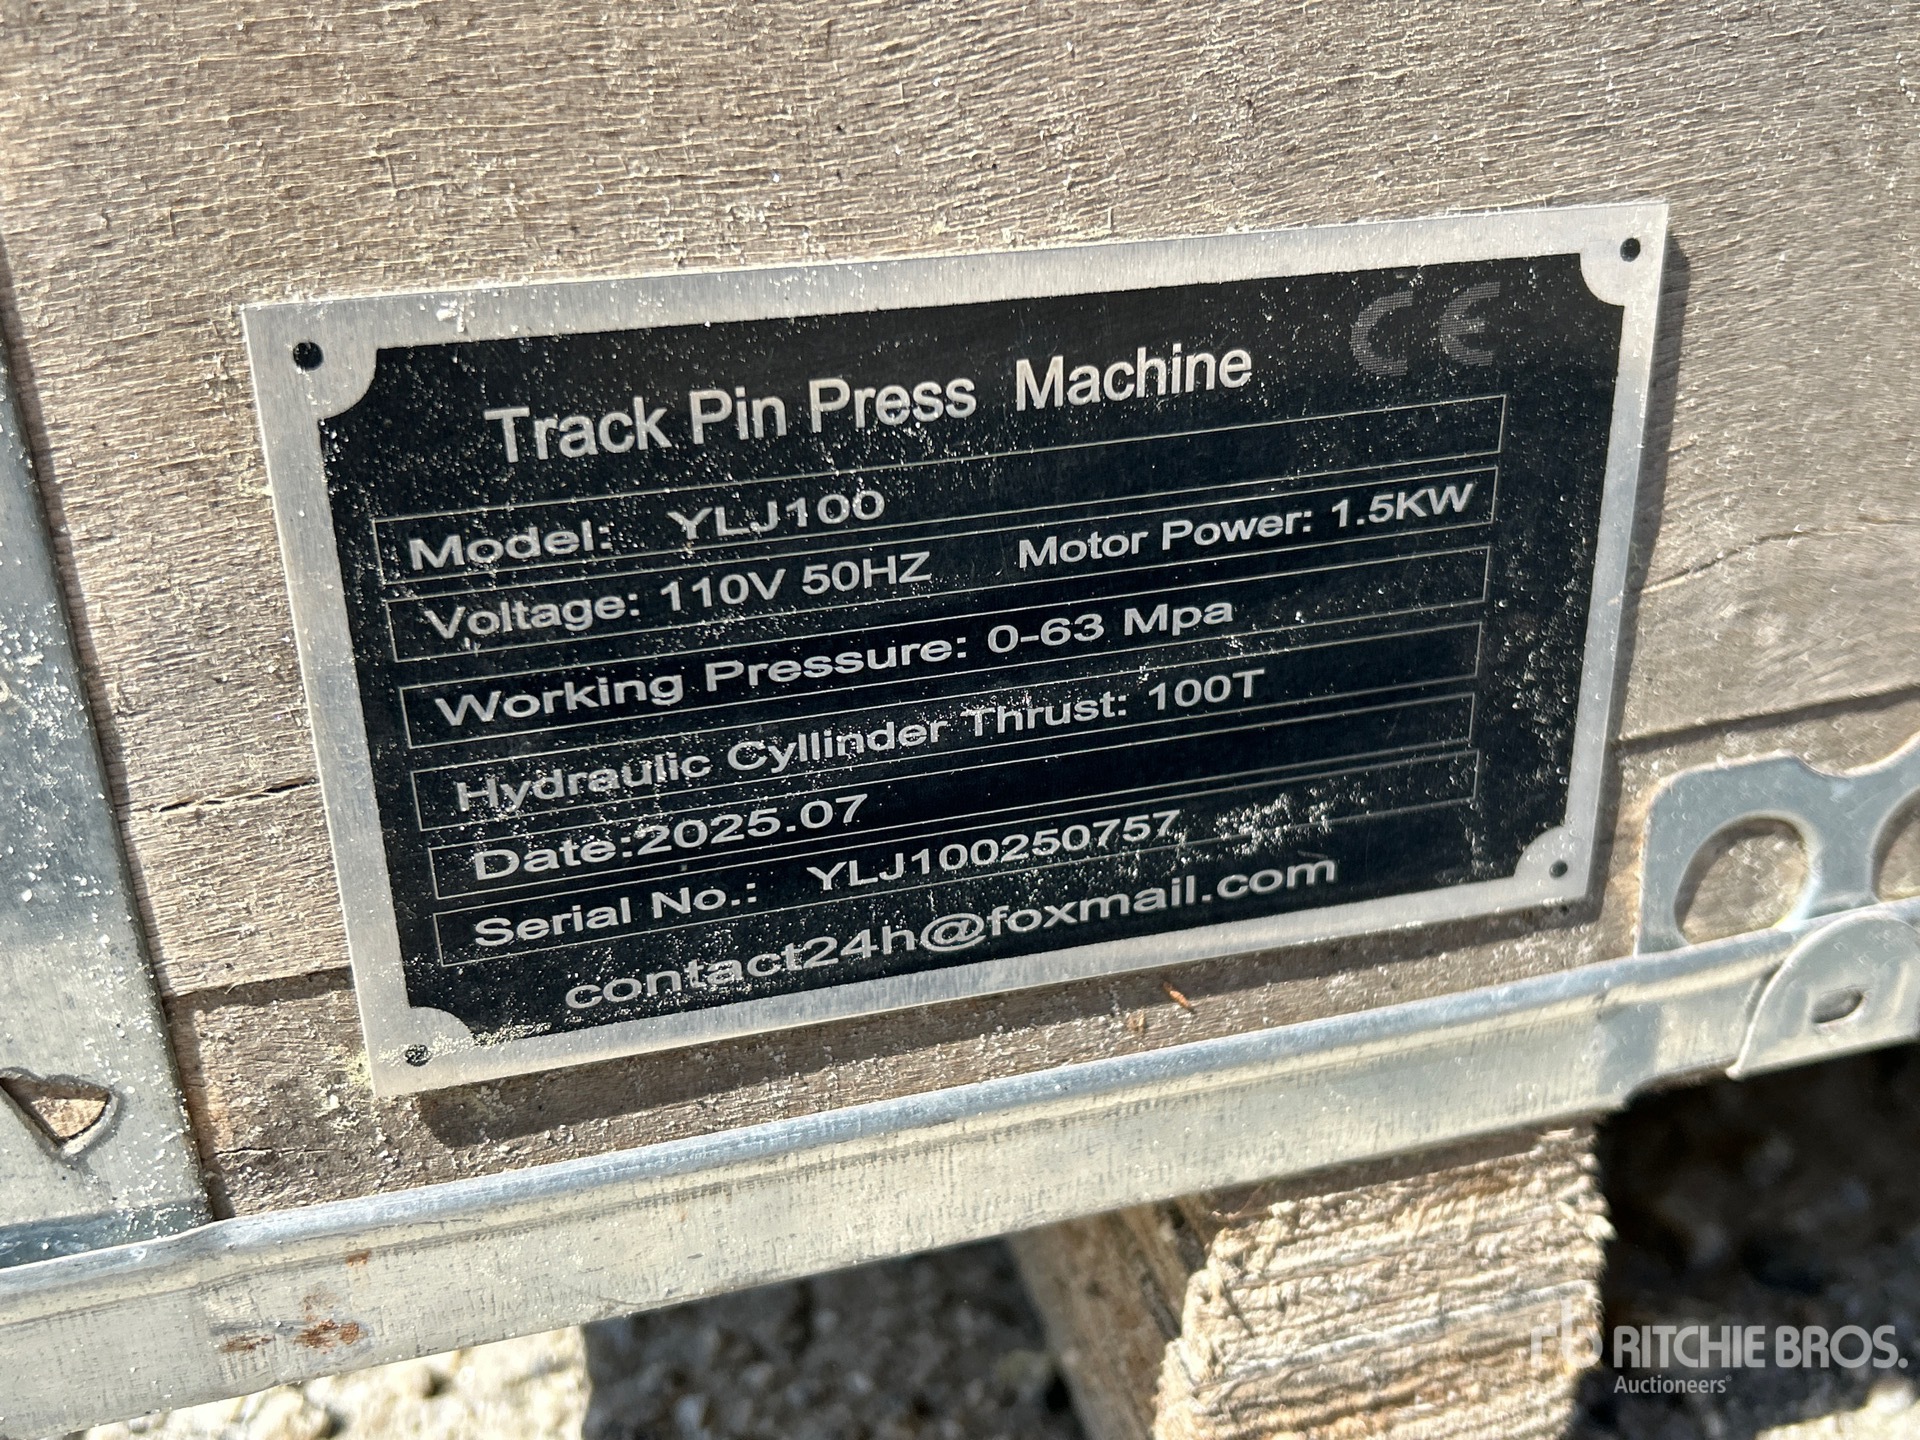 CE
Track Pin Press Machine
Model: YLJ100
Voltage: 110V 50HZ Motor Power: 1.5KW
Working Pressure: 0-63 Mpa
Hydraulic Cyllinder Thrust: 100T
Date:2025.07
Serial No.: YLJ100250757
contact24h@foxmail.com
rb RITCHIE BROS.
Auctioneers